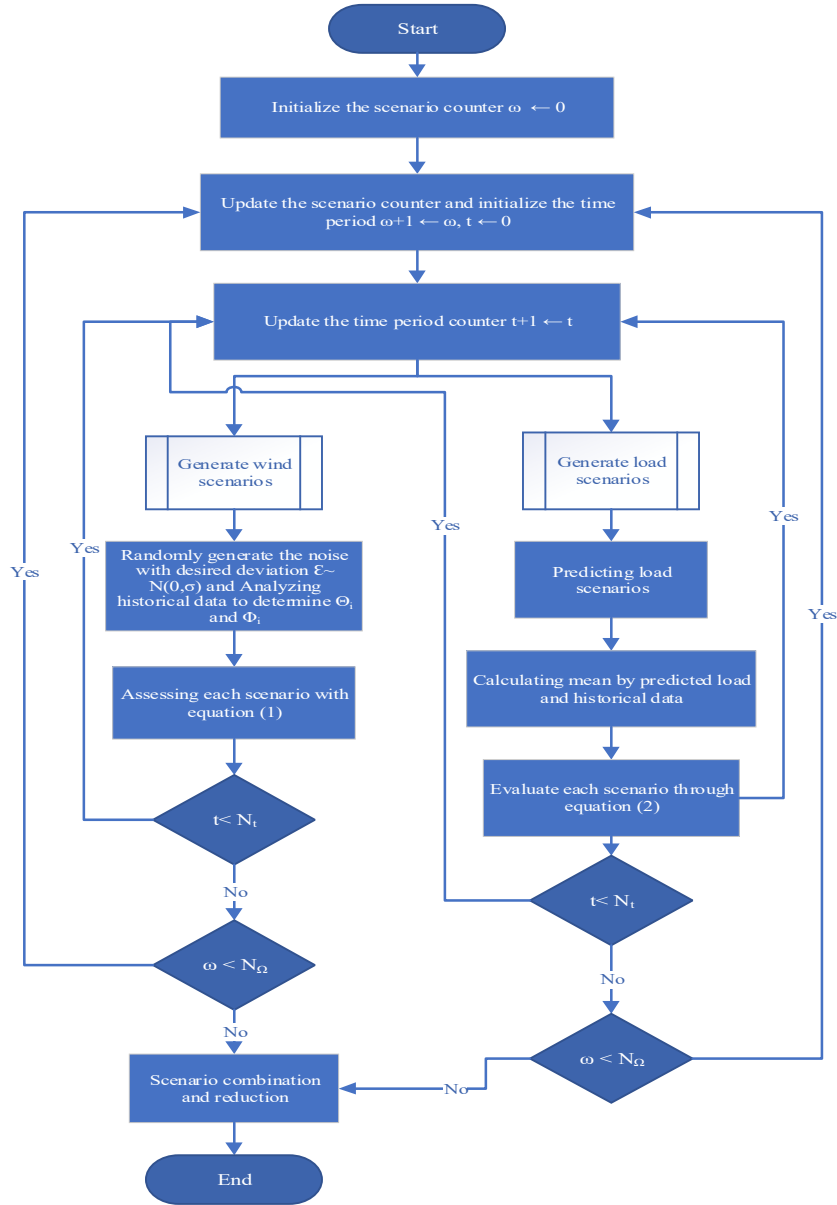 Start
Initialize the scenario counter ω ← 0
Update the scenario counter and initialize the time
period ω+1 ← ω, t ← 0
Update the time period counter t+1 ← t
Generate wind
scenarios
Generate load
scenarios
Yes
Yes
Yes
Yes
Yes
Randomly generate the noise
with desired deviation Ɛ~
N(0,σ) and Analyzing
historical data to determine Θᵢ
and Φᵢ
Predicting load
scenarios
Assessing each scenario with
equation (1)
Calculating mean by predicted load
and historical data
Evaluate each scenario through
equation (2)
t< Nₜ
No
t< Nₜ
ω < N_Ω
No
No
ω < N_Ω
No
Scenario combination
and reduction
End